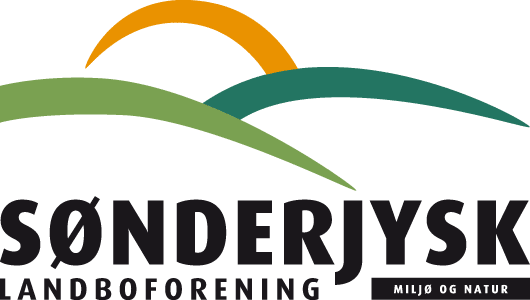 SØNDERJYSK
LANDBOFORENING MILJØ OG NATUR